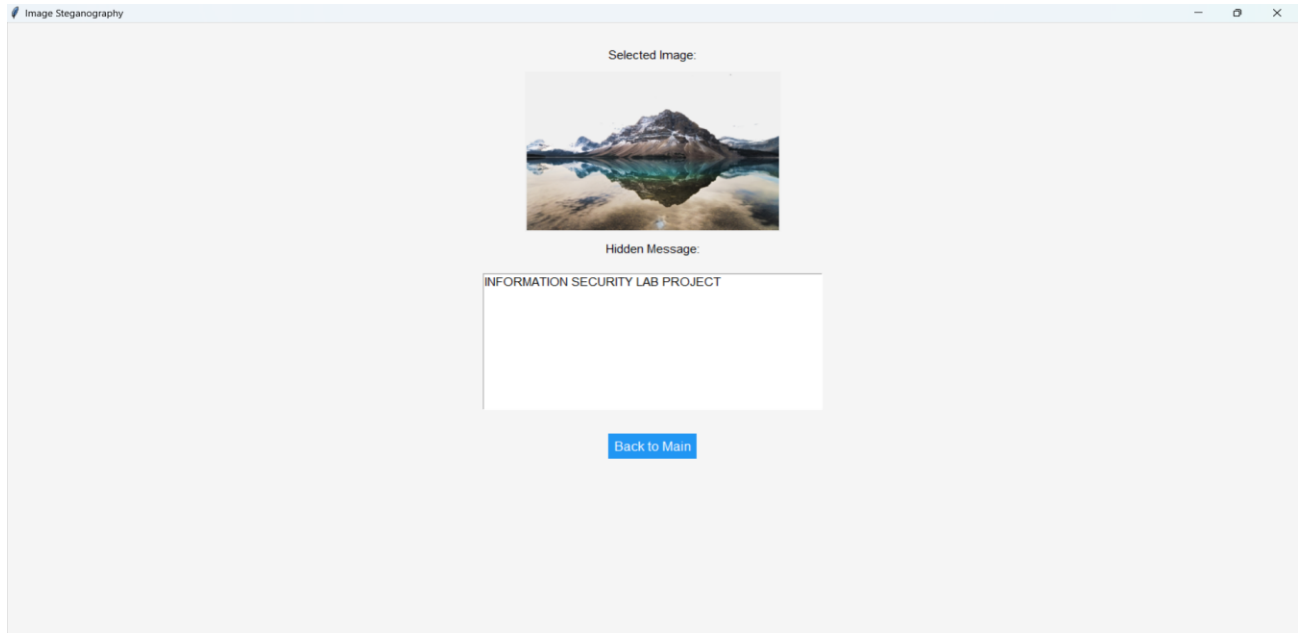 Image Steganography
Selected Image:
Hidden Message:
INFORMATION SECURITY LAB PROJECT
Back to Main